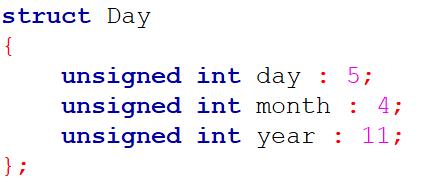 struct Day
{
    unsigned int day : 5;
    unsigned int month : 4;
    unsigned int year : 11;
};